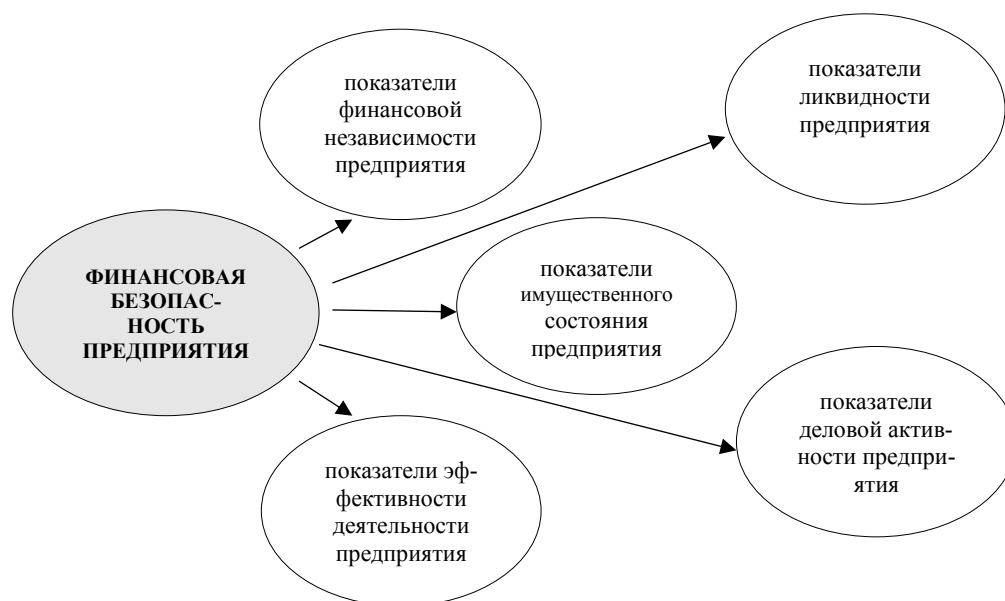 показатели
финансовой
независимости
предприятия
показатели
ликвидности
предприятия
ФИНАНСОВАЯ
БЕЗОПАС-
НОСТЬ
ПРЕДПРИЯТИЯ
показатели
имущественного
состояния
предприятия
показатели
деловой актив-
ности предпри-
ятия
показатели эф-
фективности
деятельности
предприятия